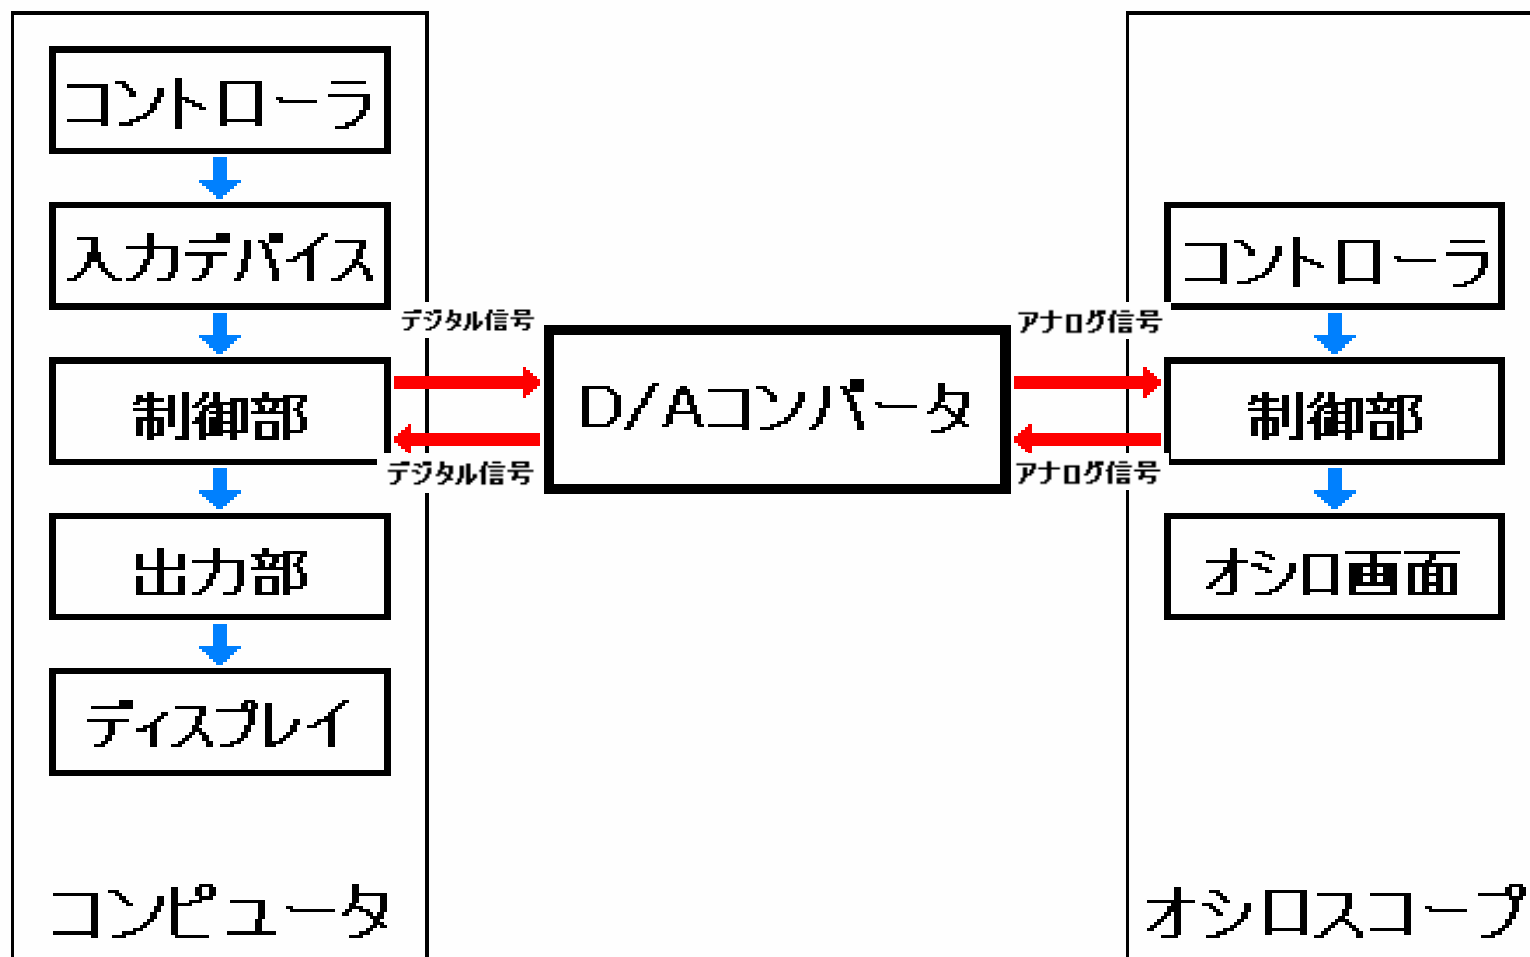 コントローラ
入力デバイス
制御部
出力部
ディスプレイ
コンピュータ
デジタル信号
デジタル信号
D/Aコンバータ
アナログ信号
アナログ信号
コントローラ
制御部
オシロ画面
オシロスコープ